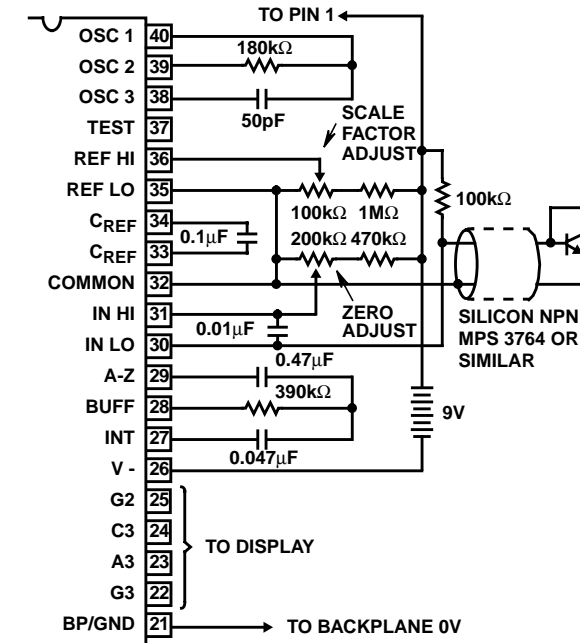 TO PIN 1
OSC 1 40
180kΩ
OSC 2 39
OSC 3 38
50pF
TEST 37
SCALE
FACTOR
ADJUST
REF HI 36
REF LO 35
100kΩ 1MΩ
100kΩ
CREF 34
0.1μF
CREF 33
200kΩ 470kΩ
COMMON 32
IN HI 31
0.01μF
ZERO
ADJUST
IN LO 30
SILICON NPN
MPS 3764 OR
SIMILAR
0.47μF
A-Z 29
390kΩ
BUFF 28
9V
INT 27
0.047μF
V - 26
G2 25
C3 24
A3 23
G3 22
TO DISPLAY
BP/GND 21
TO BACKPLANE 0V